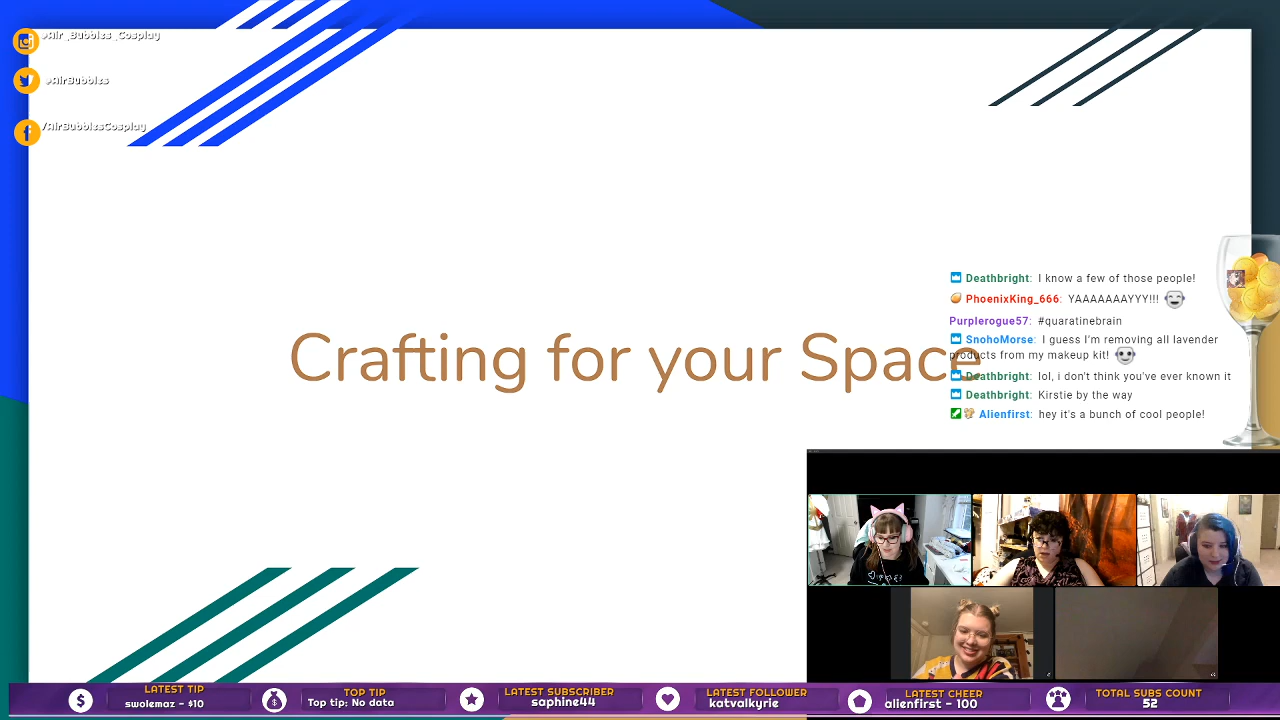 @Air_Bubbles_Cosplay
@AirBubbles
/AirBubblesCosplay
Crafting for your Space
Deathbright: I know a few of those people!
PhoenixKing_666: YAAAAAAAYYY!!!
Purplerogue57: #quaratinebrain
SnohoMorse: I guess I'm removing all lavender
products from my makeup kit!
Deathbright: lol, i don't think you've ever known it
Deathbright: Kirstie by the way
Alienfirst: hey it's a bunch of cool people!
LATEST TIP
swolemaz - $10
TOP TIP
Top tip: No data
LATEST SUBSCRIBER
saphine44
LATEST FOLLOWER
katvalkyrie
LATEST CHEER
alienfirst - 100
TOTAL SUBS COUNT
52